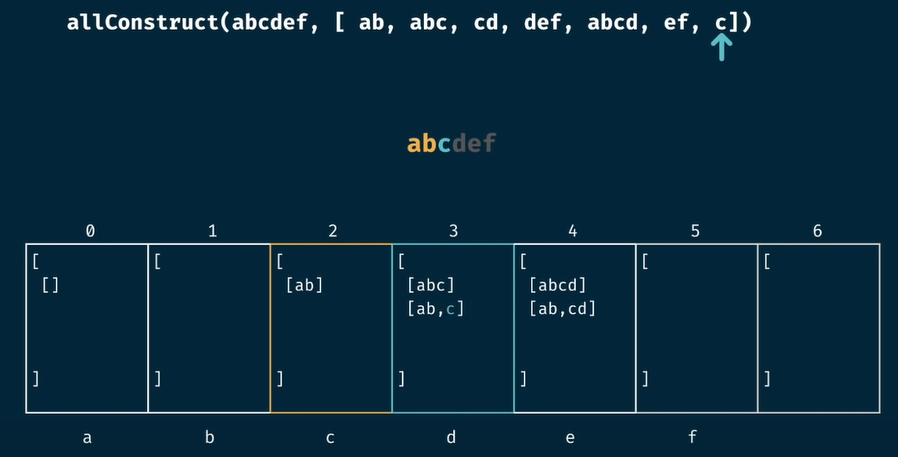 allConstruct(abcdef, [ ab, abc, cd, def, abcd, ef, c])
abcdef
0 1 2 3 4 5 6
[ [ [ [ [ [ [
[] [ab] [abc] [abcd]
[ab,c] [ab,cd]
] ] ] ] ] ] ]
a b c d e f